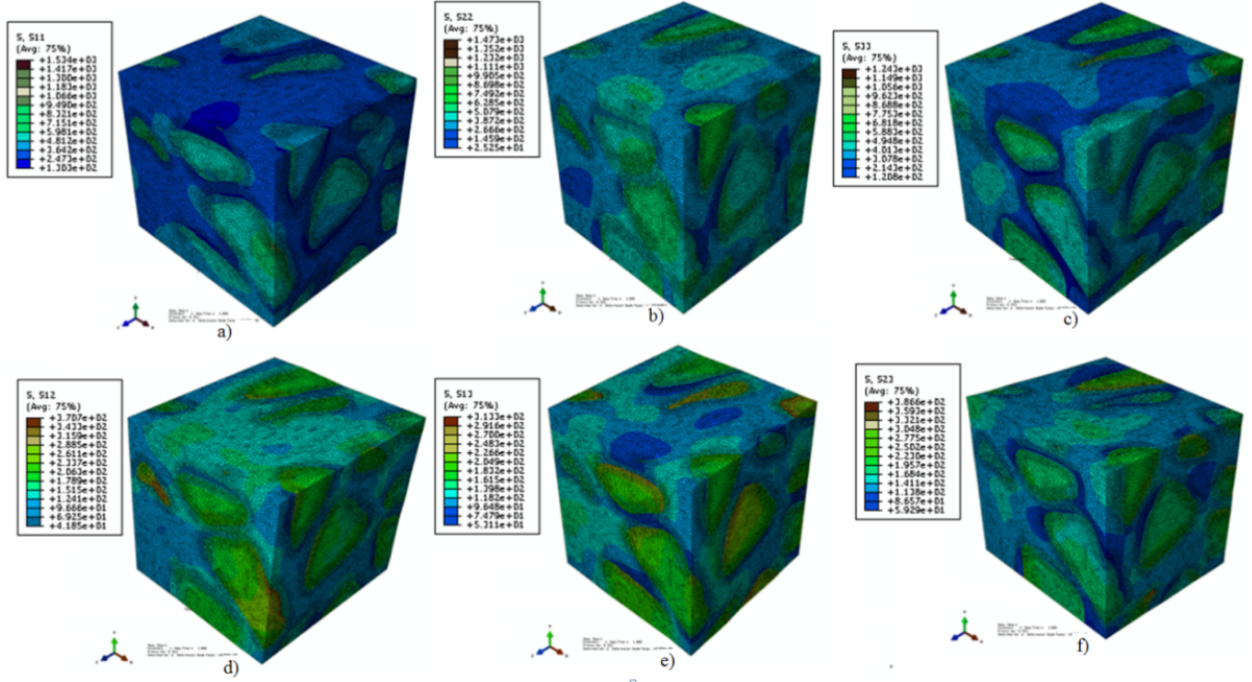 S, S11
(Avg: 75%)
+1.534e+03
+1.417e+03
+1.300e+03
+1.183e+03
+1.066e+03
+9.490e+02
+8.321e+02
+7.151e+02
+5.981e+02
+4.812e+02
+3.642e+02
+2.473e+02
+1.303e+02
a)
S, S22
(Avg: 75%)
+1.473e+03
+1.352e+03
+1.232e+03
+1.111e+03
+9.905e+02
+8.698e+02
+7.492e+02
+6.285e+02
+5.079e+02
+3.872e+02
+2.666e+02
+1.459e+02
+2.525e+01
b)
S, S33
(Avg: 75%)
+1.243e+03
+1.149e+03
+1.056e+03
+9.623e+02
+8.688e+02
+7.753e+02
+6.818e+02
+5.883e+02
+4.948e+02
+4.013e+02
+3.078e+02
+2.143e+02
+1.208e+02
c)
S, S12
(Avg: 75%)
+3.707e+02
+3.433e+02
+3.159e+02
+2.885e+02
+2.611e+02
+2.337e+02
+2.063e+02
+1.789e+02
+1.515e+02
+1.241e+02
+9.666e+01
+6.925e+01
+4.185e+01
d)
S, S13
(Avg: 75%)
+3.133e+02
+2.916e+02
+2.700e+02
+2.483e+02
+2.266e+02
+2.049e+02
+1.832e+02
+1.615e+02
+1.398e+02
+1.182e+02
+9.648e+01
+7.479e+01
+5.311e+01
e)
S, S23
(Avg: 75%)
+3.866e+02
+3.593e+02
+3.321e+02
+3.048e+02
+2.775e+02
+2.502e+02
+2.230e+02
+1.957e+02
+1.684e+02
+1.411e+02
+1.138e+02
+8.657e+01
+5.929e+01
f)